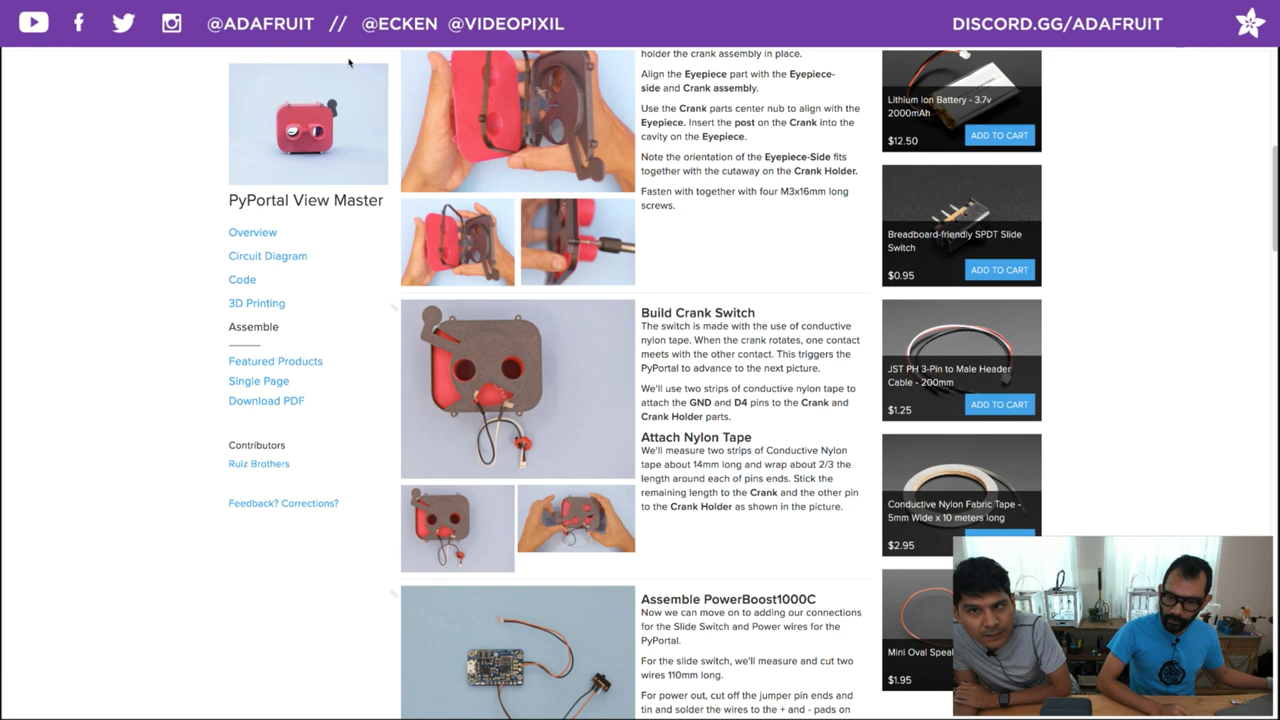 @ADAFRUIT // @ECKEN @VIDEOPIXIL
DISCORD.GG/ADAFRUIT
PyPortal View Master
Overview
Circuit Diagram
Code
3D Printing
Assemble
Featured Products
Single Page
Download PDF
Contributors
Ruiz Brothers
Feedback? Corrections?
holder the crank assembly in place.
Align the Eyepiece part with the Eyepiece-
side and Crank assembly.
Use the Crank parts center nub to align with the
Eyepiece. Insert the post on the Crank into the
cavity on the Eyepiece.
Note the orientation of the Eyepiece-Side fits
together with the cutaway on the Crank Holder.
Fasten with together with four M3x16mm long
screws.
Build Crank Switch
The switch is made with the use of conductive
nylon tape. When the crank rotates, one contact
meets with the other contact. This triggers the
PyPortal to advance to the next picture.
We'll use two strips of conductive nylon tape to
attach the GND and D4 pins to the Crank and
Crank Holder parts.
Attach Nylon Tape
We'll measure two strips of Conductive Nylon
tape about 14mm long and wrap about 2/3 the
length around each of pins ends. Stick the
remaining length to the Crank and the other pin
to the Crank Holder as shown in the picture.
Assemble PowerBoost1000C
Now we can move on to adding our connections
for the Slide Switch and Power wires for the
PyPortal.
For the slide switch, we'll measure and cut two
wires 110mm long.
For power out, cut off the jumper pin ends and
tin and solder the wires to the + and - pads on
Lithium Ion Battery - 3.7v
2000mAh
$12.50
ADD TO CART
Breadboard-friendly SPDT Slide
Switch
$0.95
ADD TO CART
JST PH 3-Pin to Male Header
Cable - 200mm
$1.25
ADD TO CART
Conductive Nylon Fabric Tape -
5mm Wide x 10 meters long
$2.95
Mini Oval Spea
$1.95